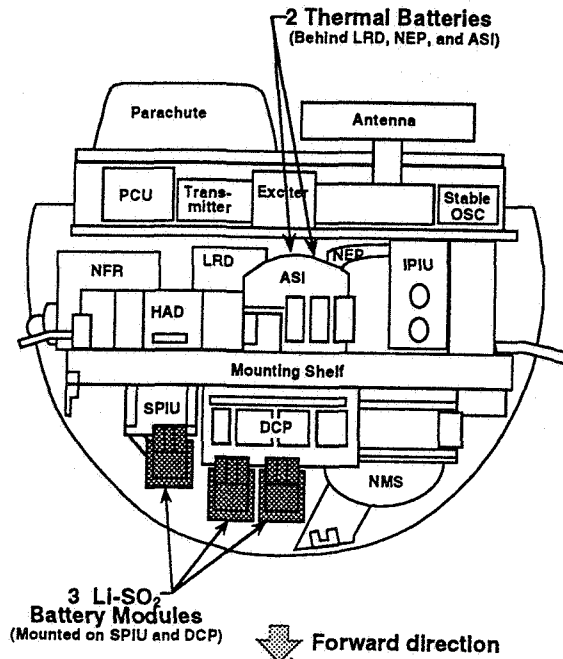 2 Thermal Batteries
(Behind LRD, NEP, and ASI)
Parachute
Antenna
PCU
Trans-
mitter
Exciter
Stable
OSC
NFR
LRD
NEP
IPIU
ASI
HAD
Mounting Shelf
SPIU
DCP
NMS
3 Li-SO₂
Battery Modules
(Mounted on SPIU and DCP)
Forward direction